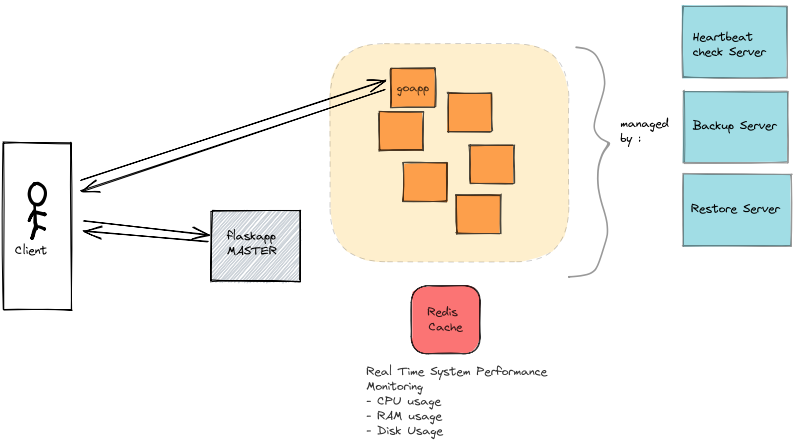 Client
flaskapp
MASTER
goapp
managed
by :
Heartbeat
check Server
Backup Server
Restore Server
Redis
Cache
Real Time System Performance
Monitoring
- CPU usage
- RAM usage
- Disk Usage